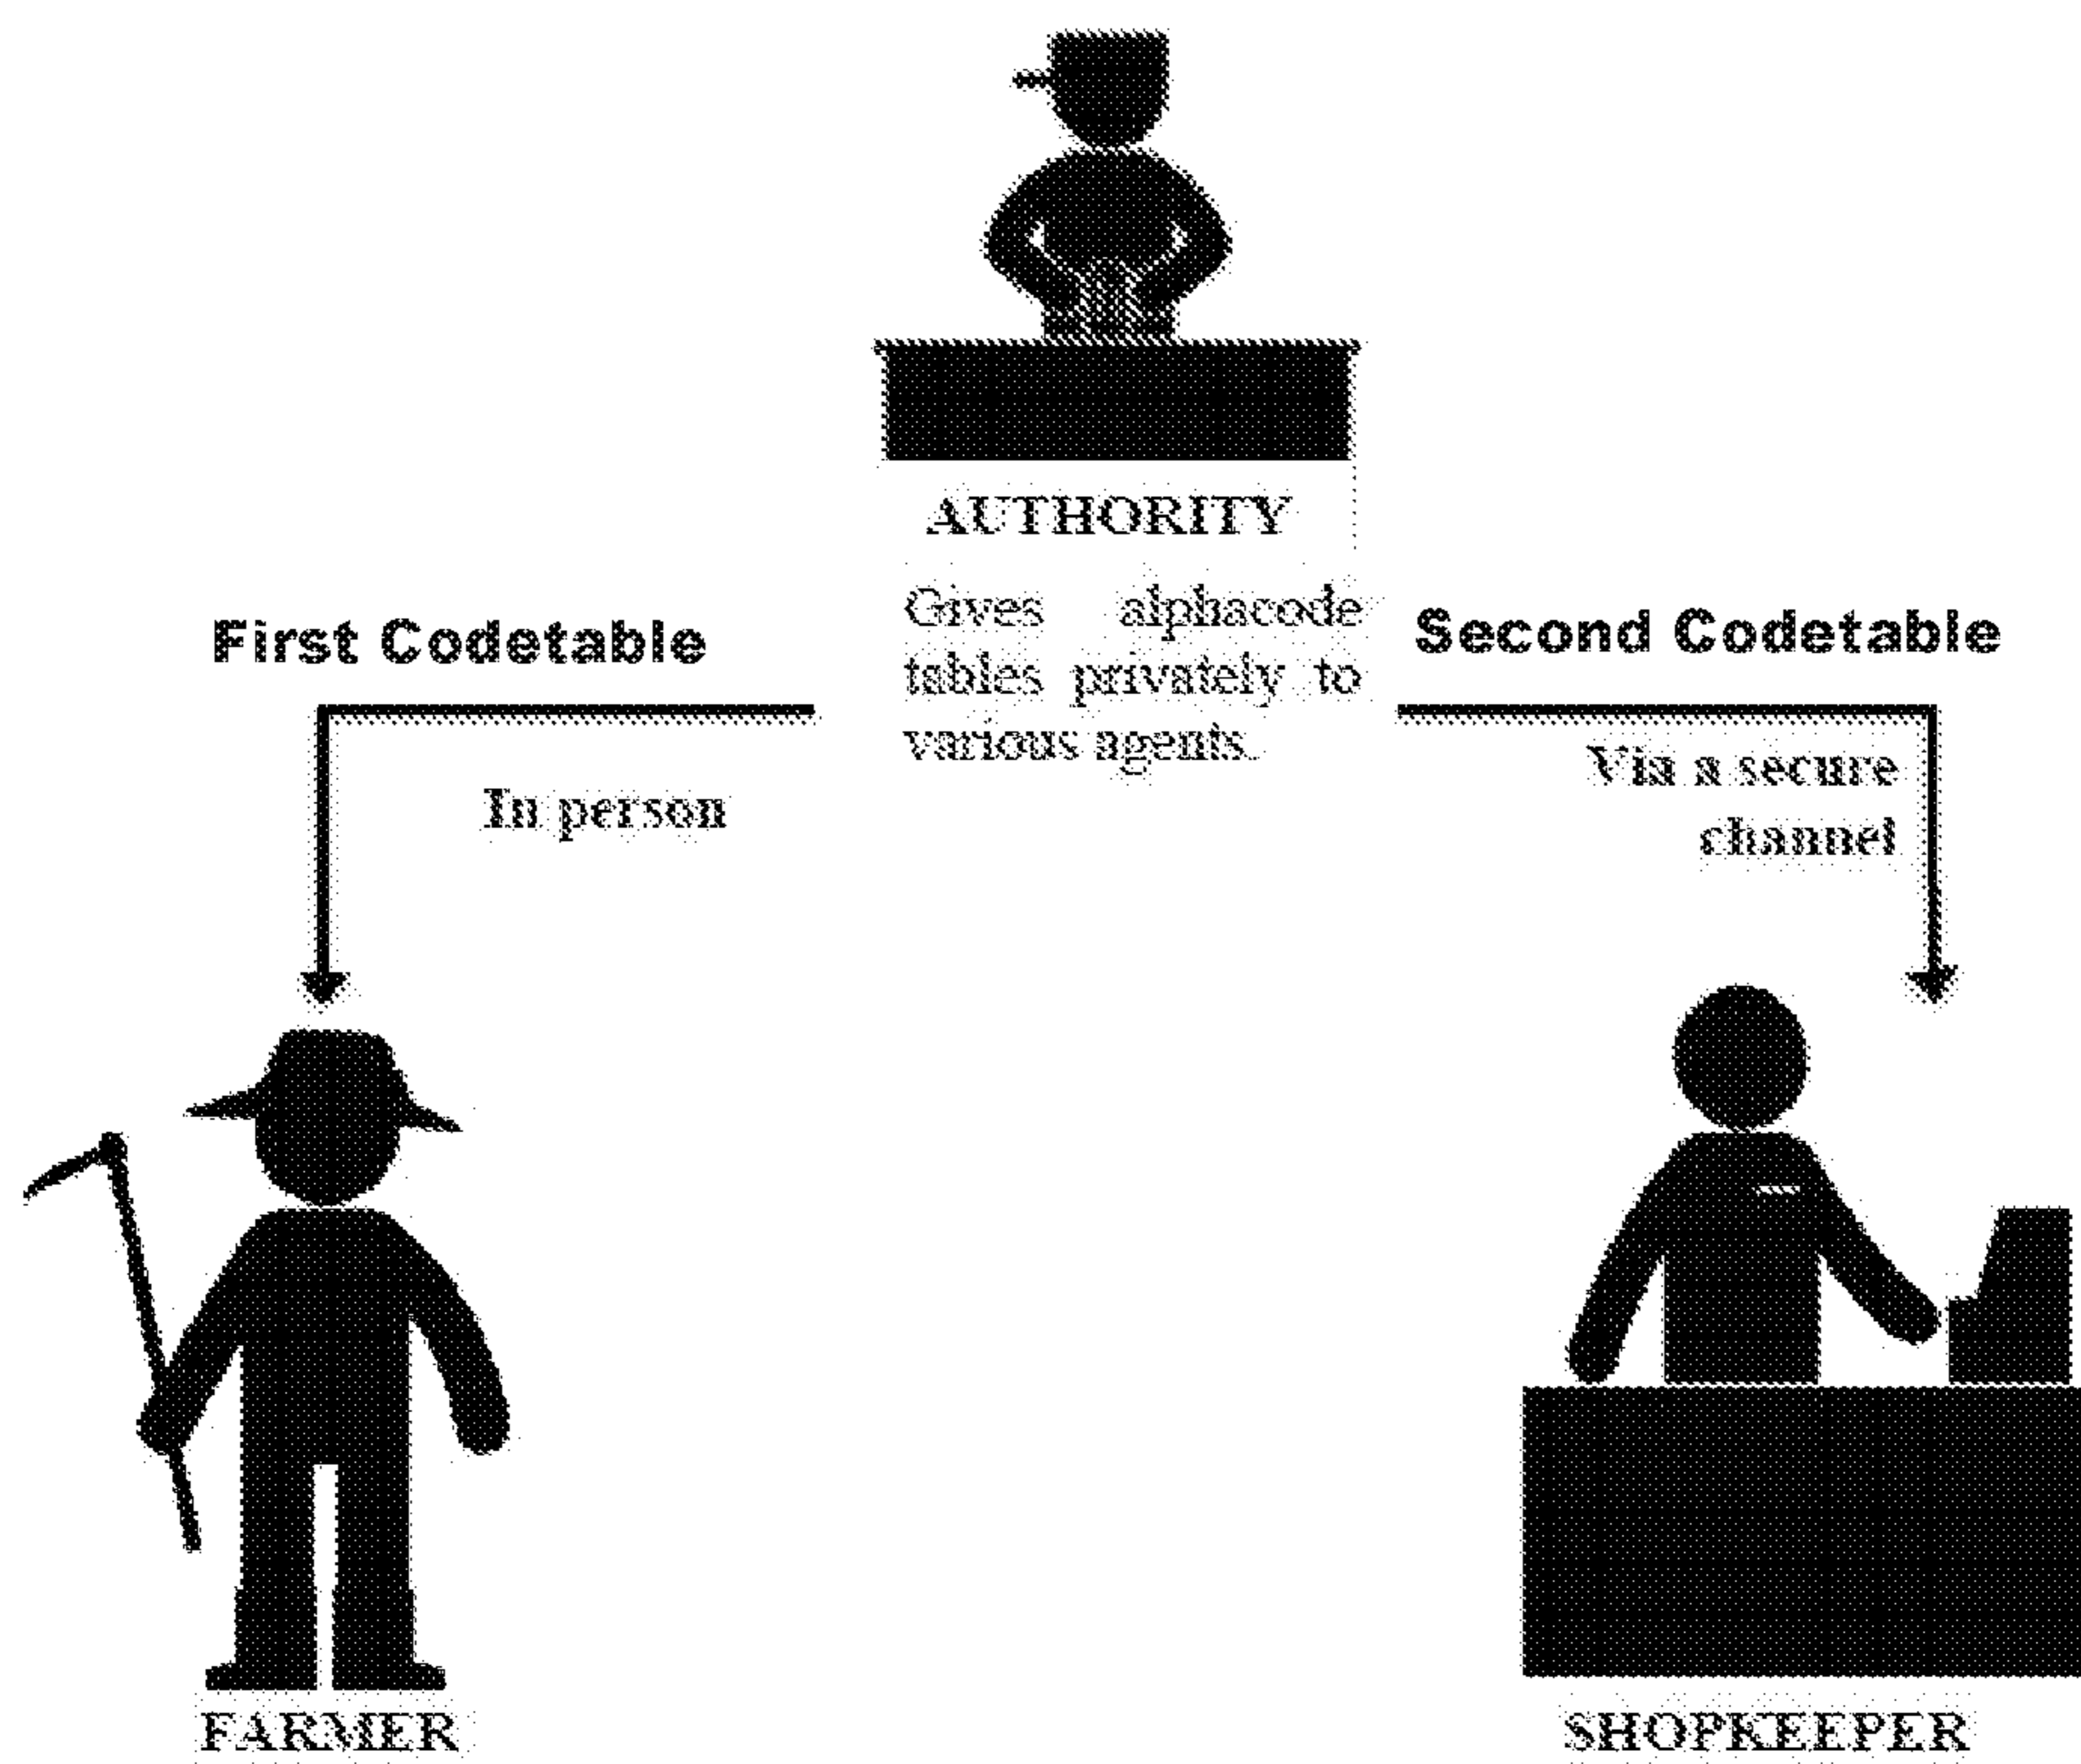 AUTHORITY
Gives alphacode
tables privately to
various agents.
First Codetable
In person
Second Codetable
Via a secure
channel
FARMER
SHOPKEEPER